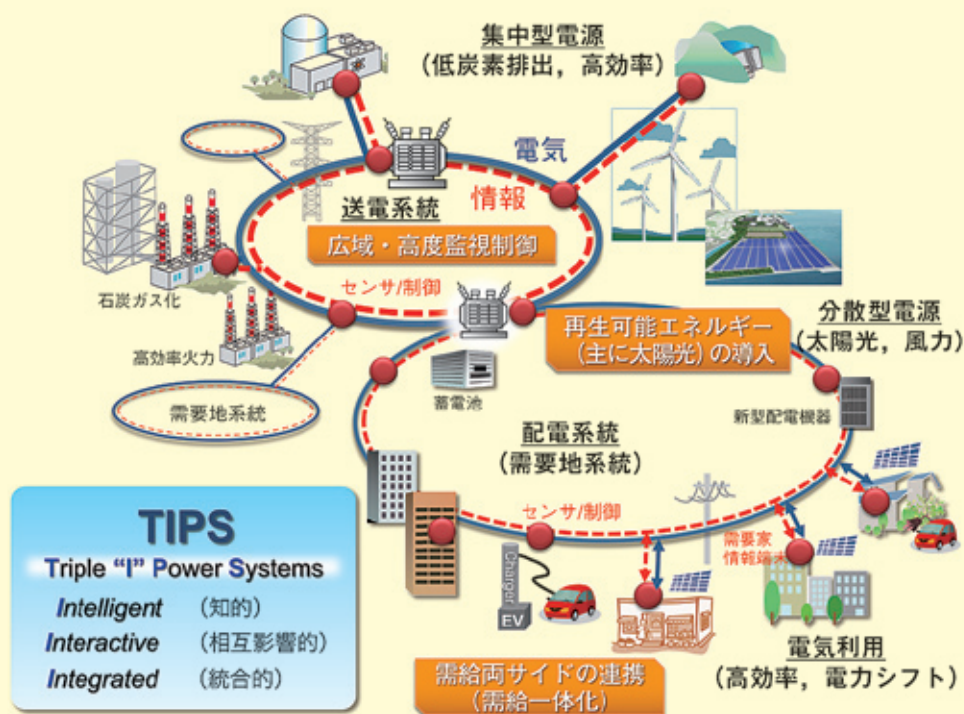 集中型電源
(低炭素排出，高効率)
電気
情報
送電系統
広域・高度監視制御
センサ/制御
石炭ガス化
高効率火力
需要地系統
分散型電源
(太陽光，風力)
再生可能エネルギー
(主に太陽光)の導入
蓄電池
新型配電機器
配電系統
(需要地系統)
センサ/制御
需要家
情報端末
Charger
EV
電気利用
(高効率，電力シフト)
需給両サイドの連携
(需給一体化)
TIPS
Triple "I" Power Systems
Intelligent (知的)
Interactive (相互影響的)
Integrated (統合的)